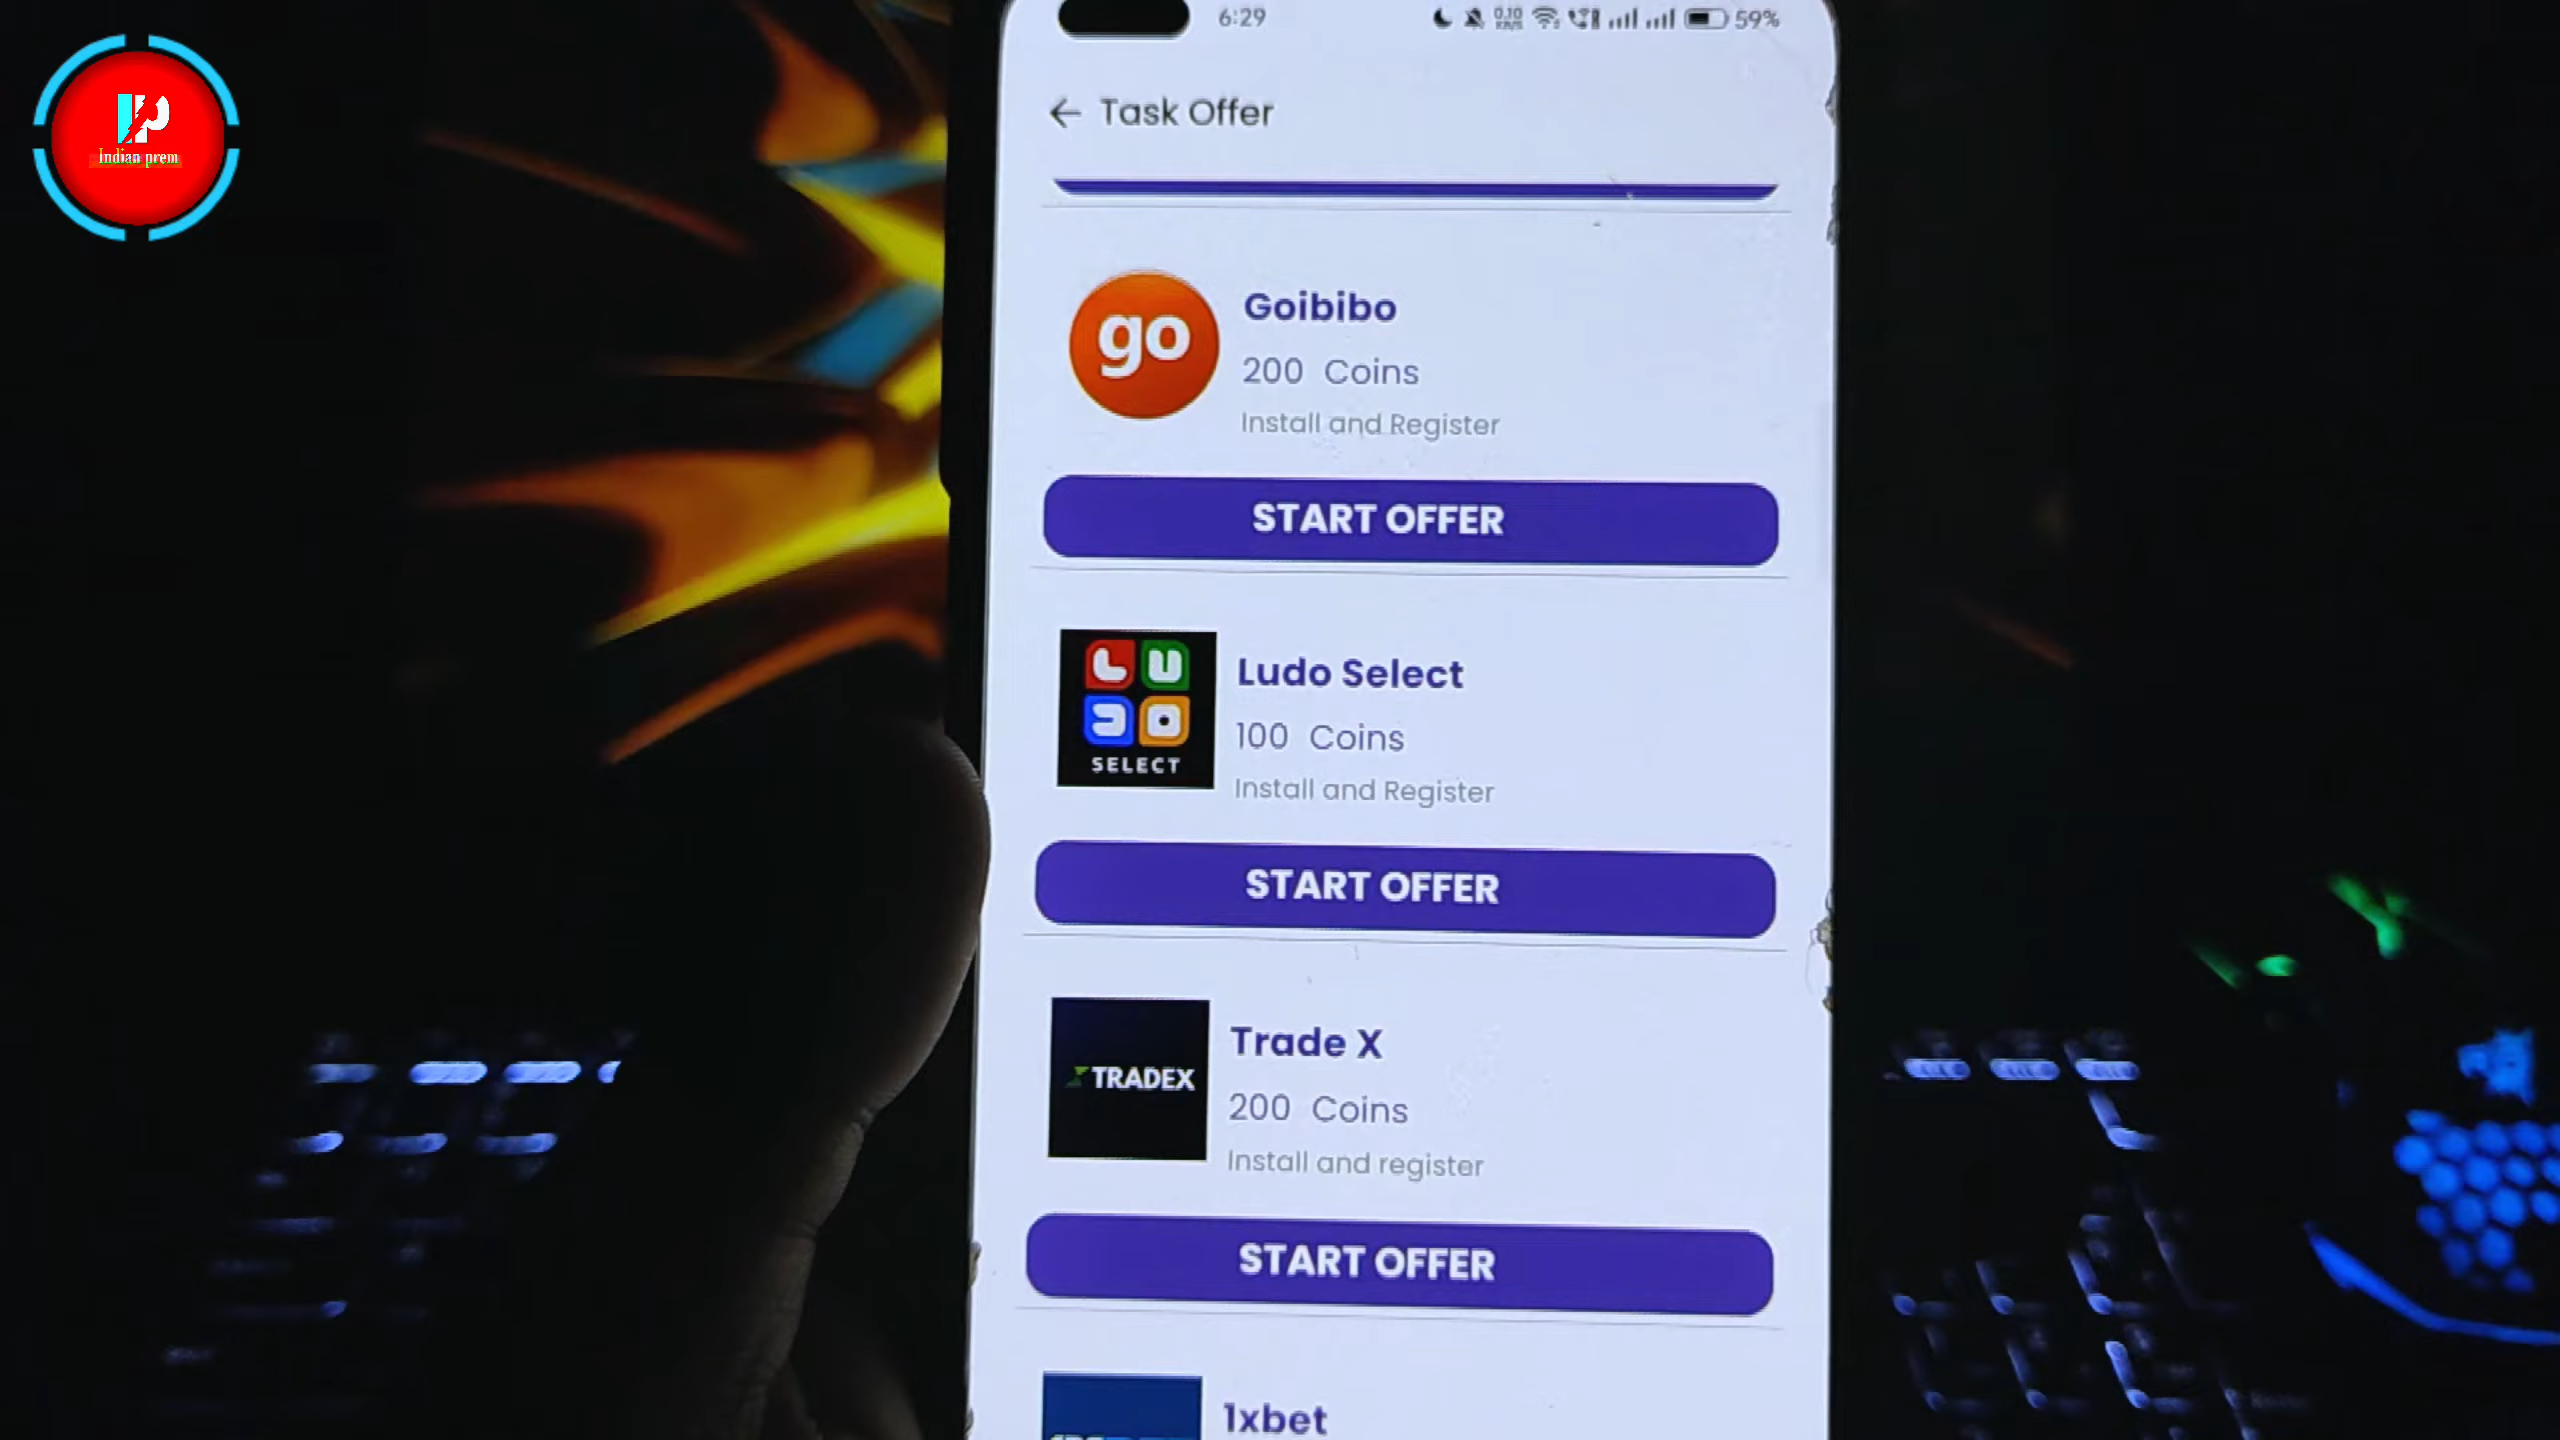 Indian prem
6:29
59%
← Task Offer
go
Goibibo
200 Coins
Install and Register
START OFFER
SELECT
Ludo Select
100 Coins
Install and Register
START OFFER
TRADEX
Trade X
200 Coins
Install and register
START OFFER
1xbet